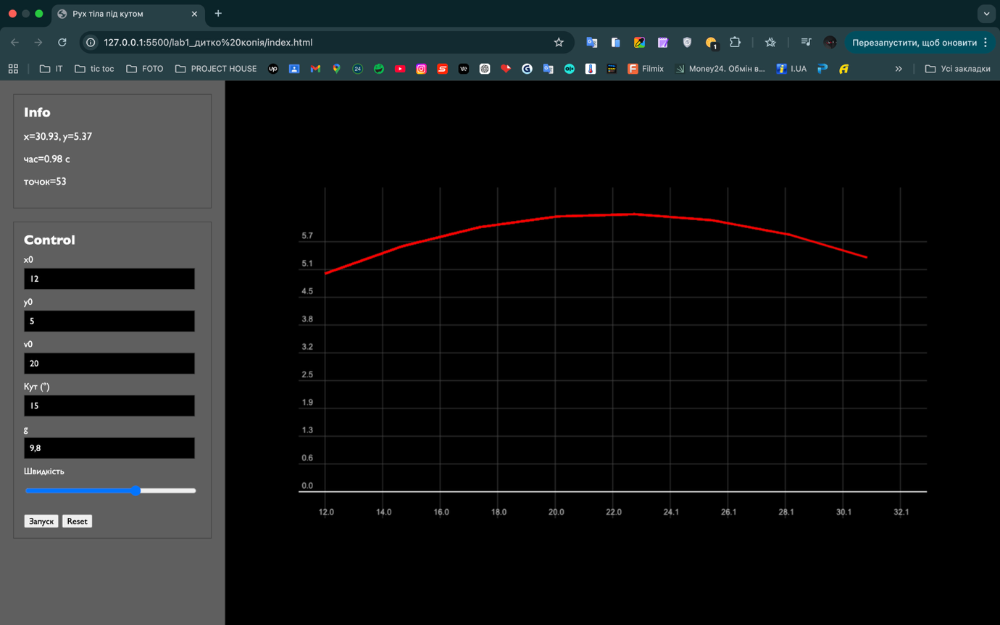 Рух тіла під кутом
127.0.0.1:5500/lab1_дитко%20копія/index.html
1
Перезапустити, щоб оновити
IT
tic toc
FOTO
PROJECT HOUSE
up
24
Filmix
Money24. Обмін в...
I.UA
Усі закладки
Info
x=30.93, y=5.37
час=0.98 с
точок=53
Control
x0
12
y0
5
v0
20
Кут (°)
15
g
9,8
Швидкість
Запуск Reset
5.7
5.1
4.5
3.8
3.2
2.5
1.9
1.3
0.6
0.0
12.0 14.0 16.0 18.0 20.0 22.0 24.1 26.1 28.1 30.1 32.1